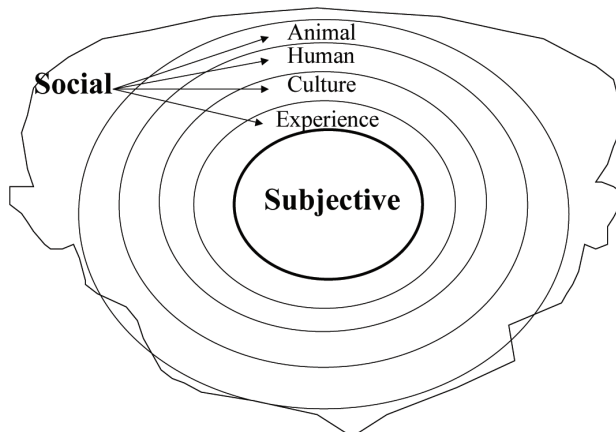 Animal
Human
Social
Culture
Experience
Subjective